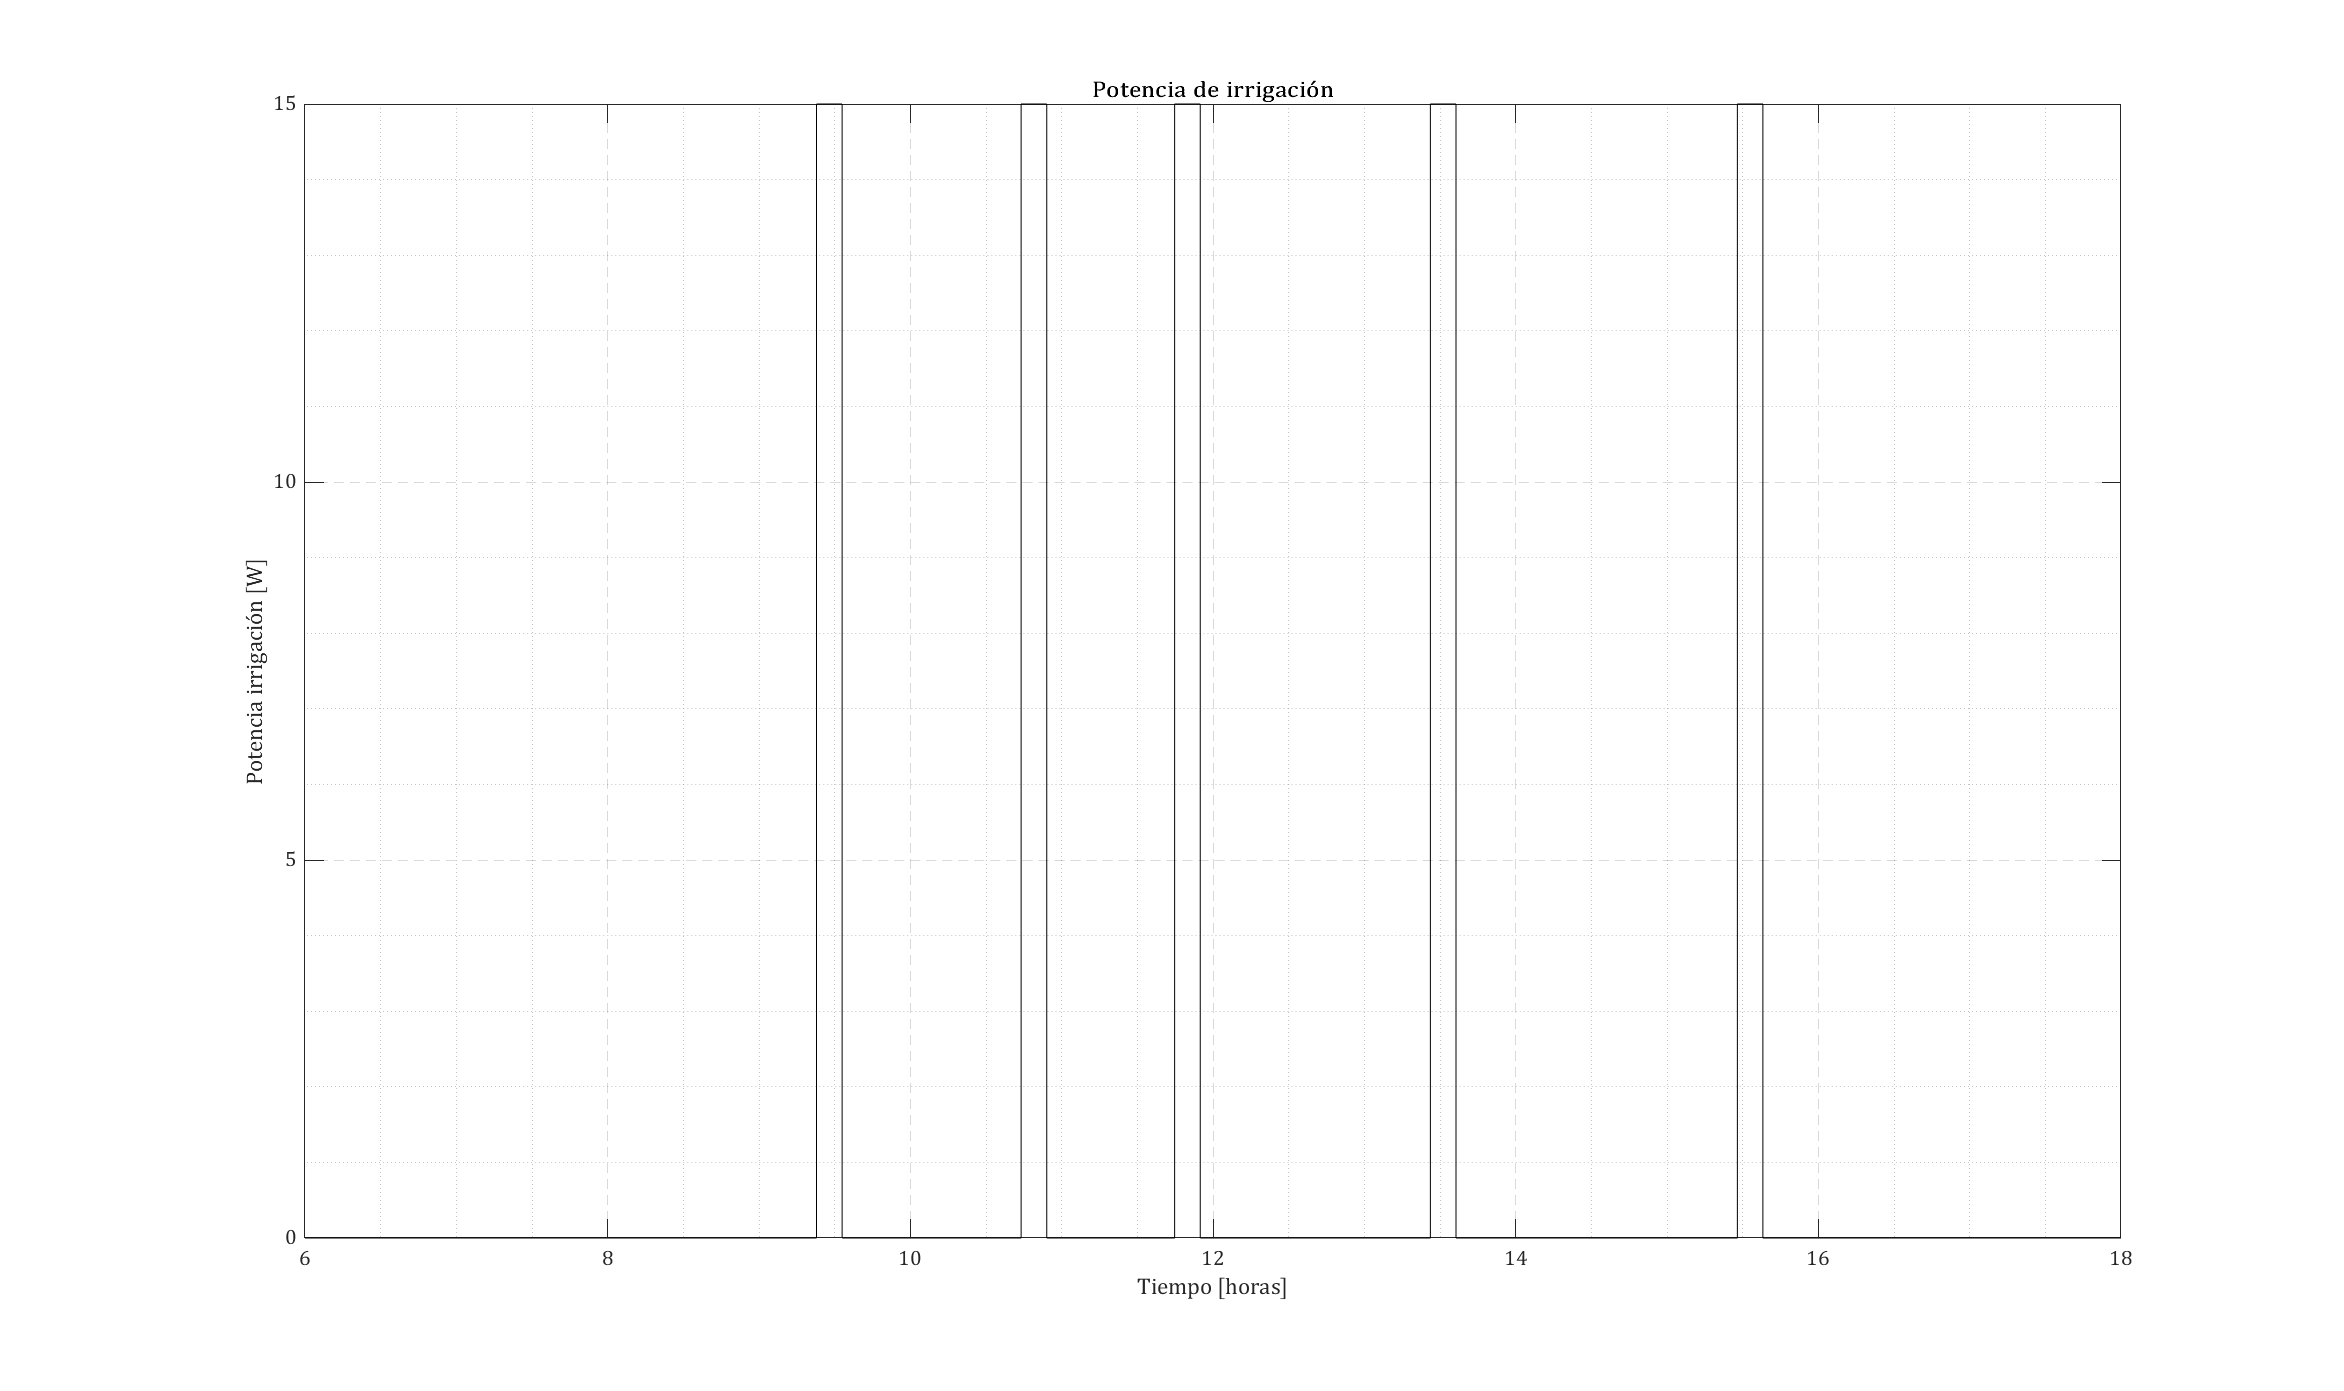 Potencia de irrigación
15
10
5
0
Potencia irrigación [W]
6 8 10 12 14 16 18
Tiempo [horas]